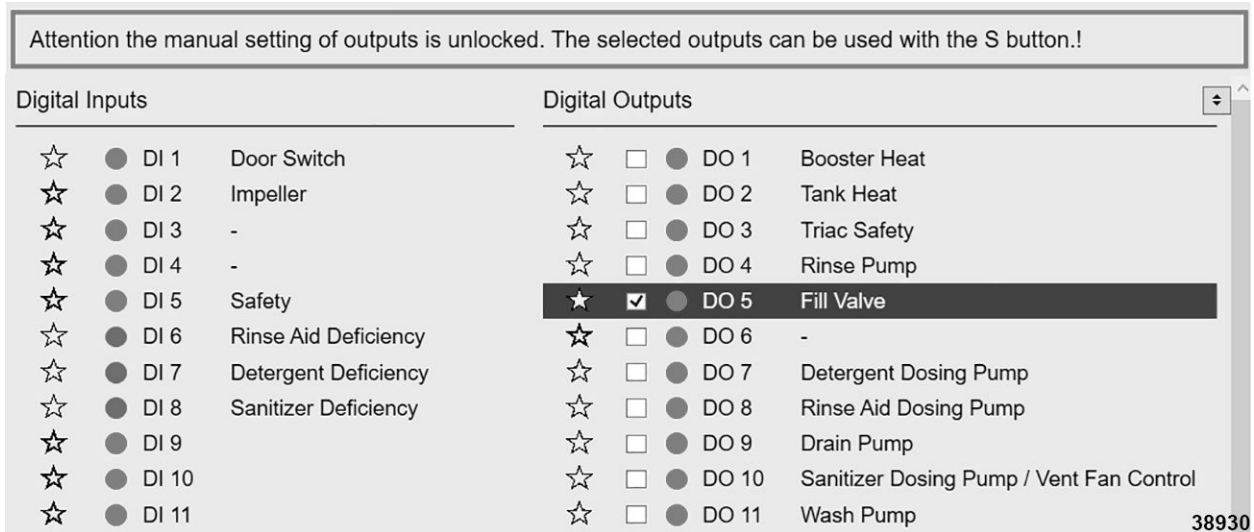 Attention the manual setting of outputs is unlocked. The selected outputs can be used with the S button.!
Digital Inputs
DI 1 Door Switch
DI 2 Impeller
DI 3 -
DI 4 -
DI 5 Safety
DI 6 Rinse Aid Deficiency
DI 7 Detergent Deficiency
DI 8 Sanitizer Deficiency
DI 9
DI 10
DI 11
Digital Outputs
DO 1 Booster Heat
DO 2 Tank Heat
DO 3 Triac Safety
DO 4 Rinse Pump
DO 5 Fill Valve
DO 6 -
DO 7 Detergent Dosing Pump
DO 8 Rinse Aid Dosing Pump
DO 9 Drain Pump
DO 10 Sanitizer Dosing Pump / Vent Fan Control
DO 11 Wash Pump
38930